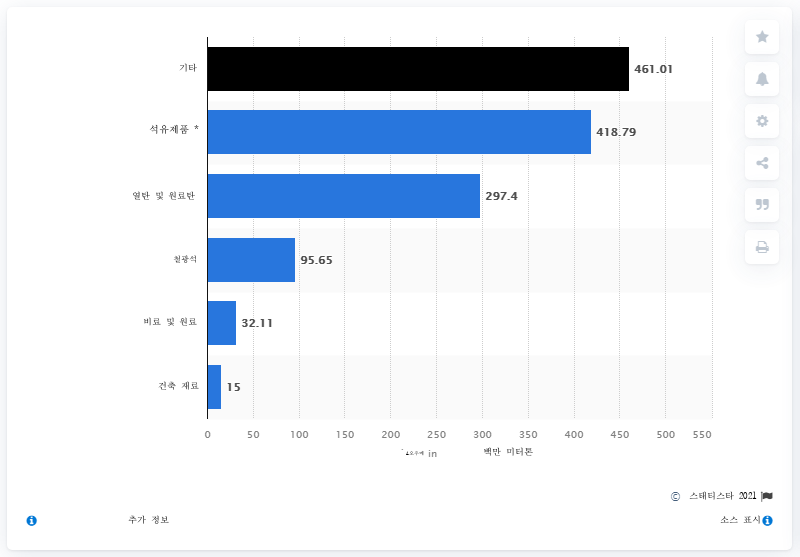 기타
461.01
석유제품 *
418.79
열탄 및 원료탄
297.4
철광석
95.65
비료 및 원료
32.11
건축 재료
15
0 50 100 150 200 250 300 350 400 450 500 550
in 백만 미터톤
© 스태티스타 2021
추가 정보
소스 표시